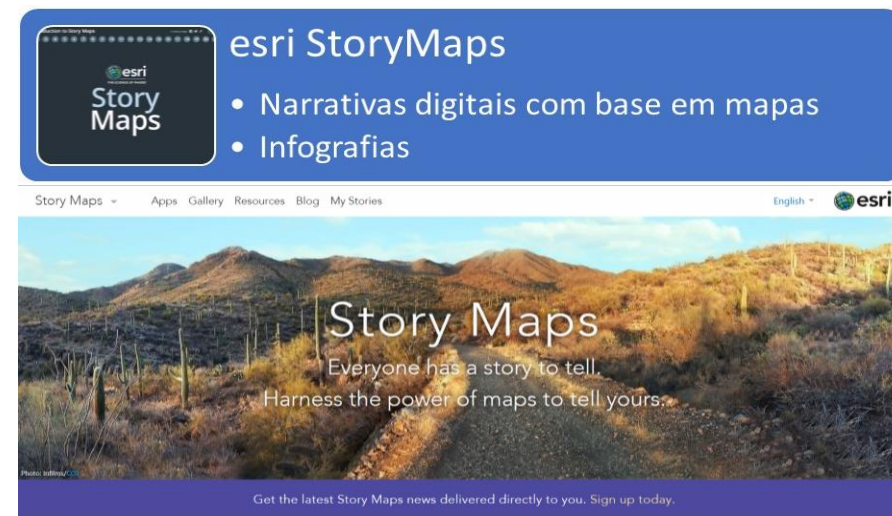 esri StoryMaps
• Narrativas digitais com base em mapas
• Infografias
esri
Story
Maps
Story Maps Apps Gallery Resources Blog My Stories English esri
Story Maps
Everyone has a story to tell.
Harness the power of maps to tell yours.
Get the latest Story Maps news delivered directly to you. Sign up today.